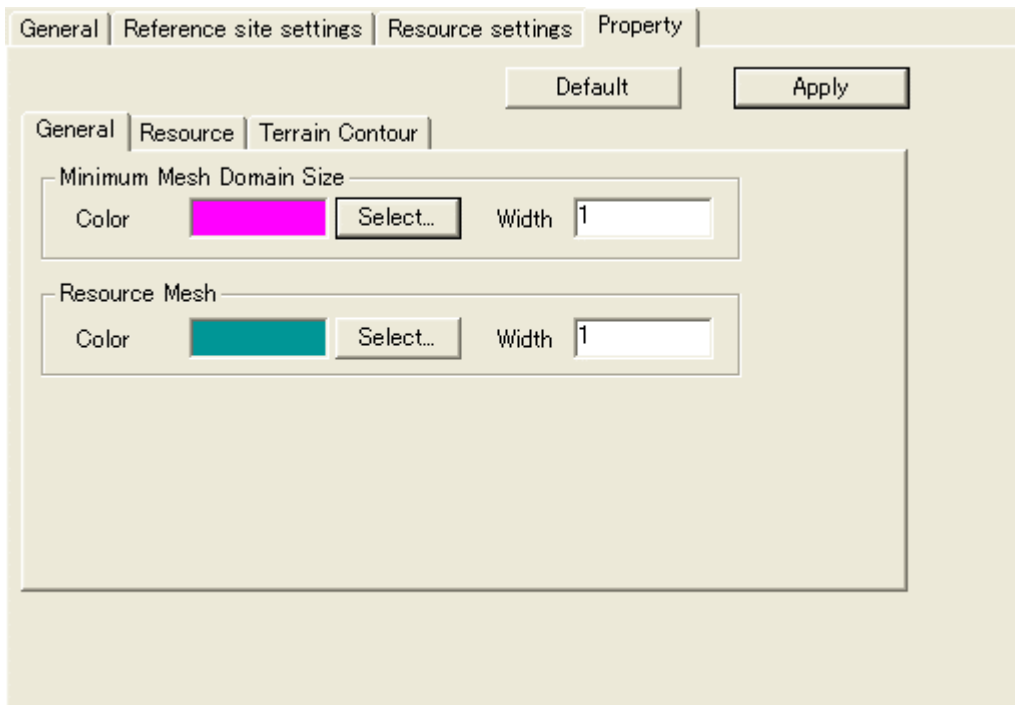 General Reference site settings Resource settings Property
Default Apply
General Resource Terrain Contour
Minimum Mesh Domain Size
Color Select... Width 1
Resource Mesh
Color Select... Width 1